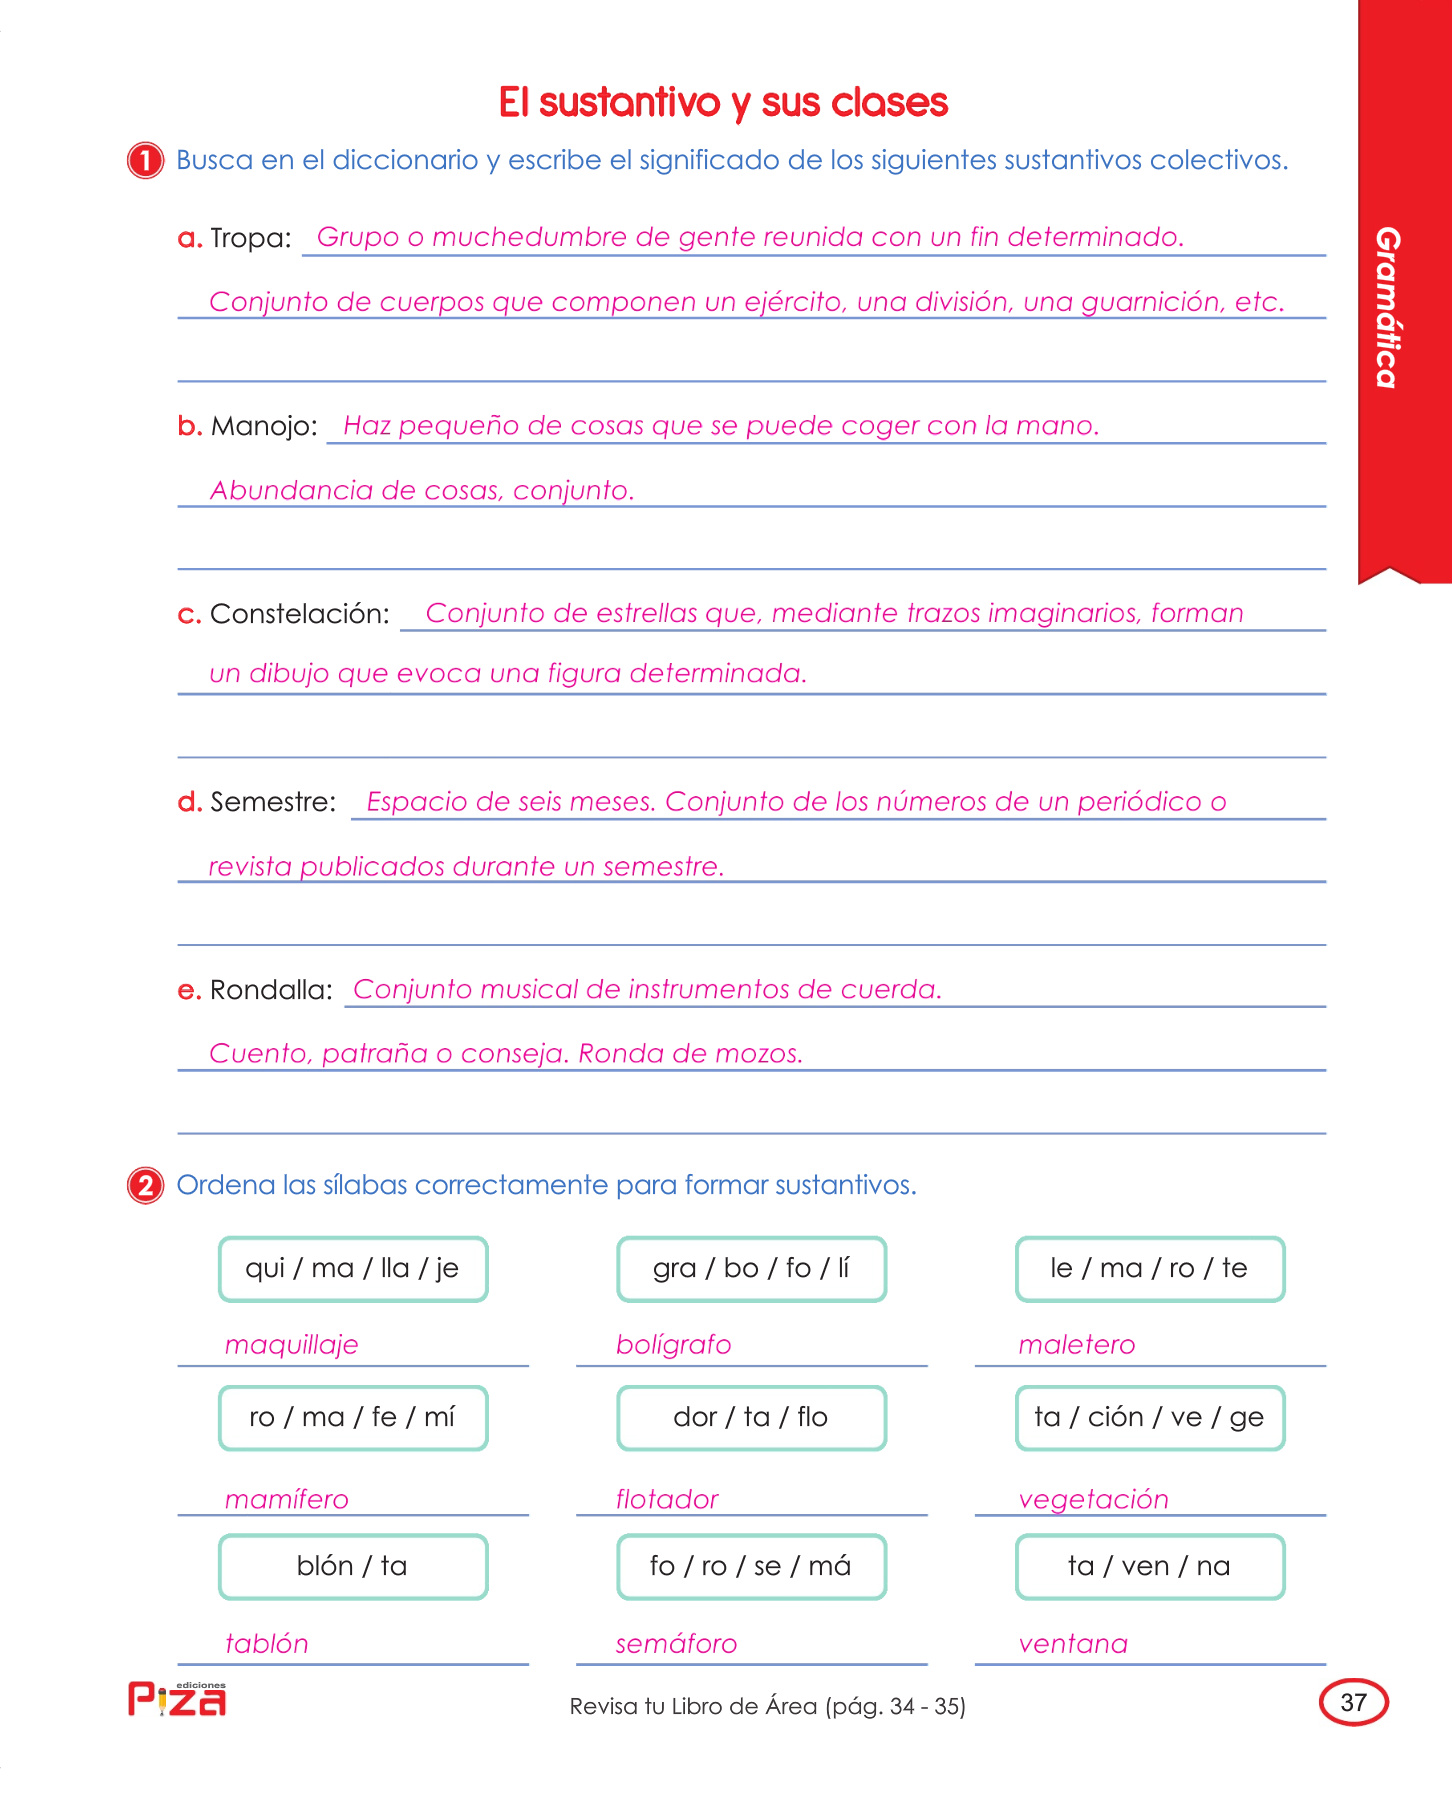 El sustantivo y sus clases
1 Busca en el diccionario y escribe el significado de los siguientes sustantivos colectivos.
a. Tropa: Grupo o muchedumbre de gente reunida con un fin determinado.
Conjunto de cuerpos que componen un ejército, una división, una guarnición, etc.
b. Manojo: Haz pequeño de cosas que se puede coger con la mano.
Abundancia de cosas, conjunto.
c. Constelación: Conjunto de estrellas que, mediante trazos imaginarios, forman
un dibujo que evoca una figura determinada.
d. Semestre: Espacio de seis meses. Conjunto de los números de un periódico o
revista publicados durante un semestre.
e. Rondalla: Conjunto musical de instrumentos de cuerda.
Cuento, patraña o conseja. Ronda de mozos.
Gramática
2 Ordena las sílabas correctamente para formar sustantivos.
qui / ma / lla / je gra / bo / fo / lí le / ma / ro / te
maquillaje bolígrafo maletero
ro / ma / fe / mí dor / ta / flo ta / ción / ve / ge
mamífero flotador vegetación
blón / ta fo / ro / se / má ta / ven / na
tablón semáforo ventana
ediciones
Piza
Revisa tu Libro de Área (pág. 34 - 35)
37